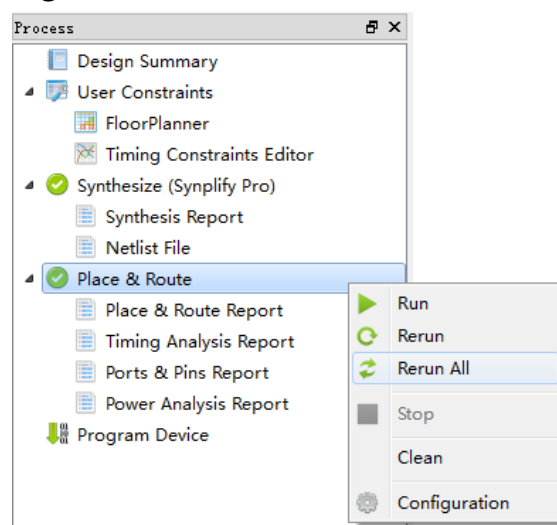 Process
Design Summary
User Constraints
FloorPlanner
Timing Constraints Editor
Synthesize (Synplify Pro)
Synthesis Report
Netlist File
Place & Route
Place & Route Report
Timing Analysis Report
Ports & Pins Report
Power Analysis Report
Program Device
Run
Rerun
Rerun All
Stop
Clean
Configuration